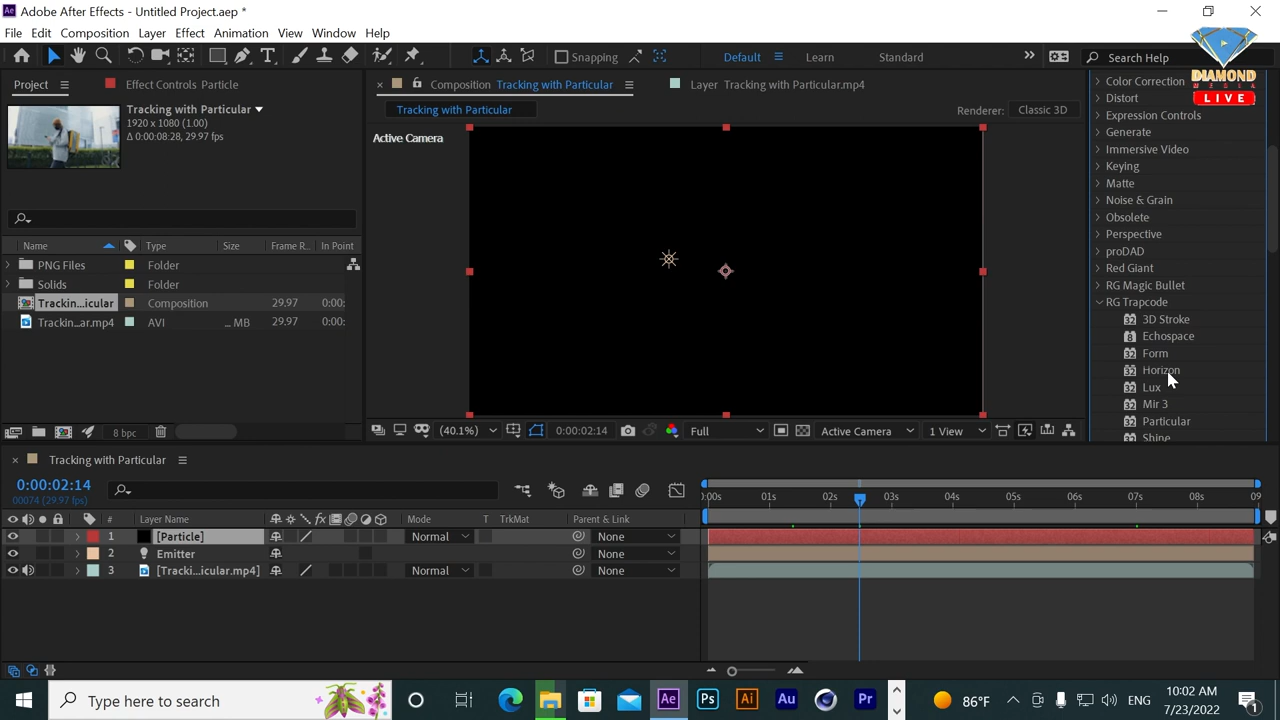 Adobe After Effects - Untitled Project.aep *
File Edit Composition Layer Effect Animation View Window Help
Snapping
Default Learn Standard
Search Help
DIAMOND
MEDIA
LIVE
Project
Effect Controls Particle
Composition Tracking with Particular
Layer Tracking with Particular.mp4
Tracking with Particular
1920 x 1080 (1.00)
Δ 0:00:08:28, 29.97 fps
Tracking with Particular
Renderer: Classic 3D
Active Camera
Name Type Size Frame R... In Point
PNG FIles Folder
Solids Folder
Trackin...icular Composition 29.97 0:00:
Trackin...ar.mp4 AVI ... MB 29.97 0:00:
8 bpc
(40.1%) 0:00:02:14 Full Active Camera 1 View
Color Correction
Distort
Expression Controls
Generate
Immersive Video
Keying
Matte
Noise & Grain
Obsolete
Perspective
proDAD
Red Giant
RG Magic Bullet
RG Trapcode
3D Stroke
Echospace
Form
Horizon
Lux
Mir 3
Particular
Shine
Tracking with Particular
0:00:02:14
00074 (29.97 fps)
# Layer Name Mode T TrkMat Parent & Link
1 [Particle] Normal None
2 Emitter None
3 [Tracki...icular.mp4] Normal None
):00s 01s 02s 03s 04s 05s 06s 07s 08s 09
Type here to search
86°F
ENG
10:02 AM
7/23/2022
1